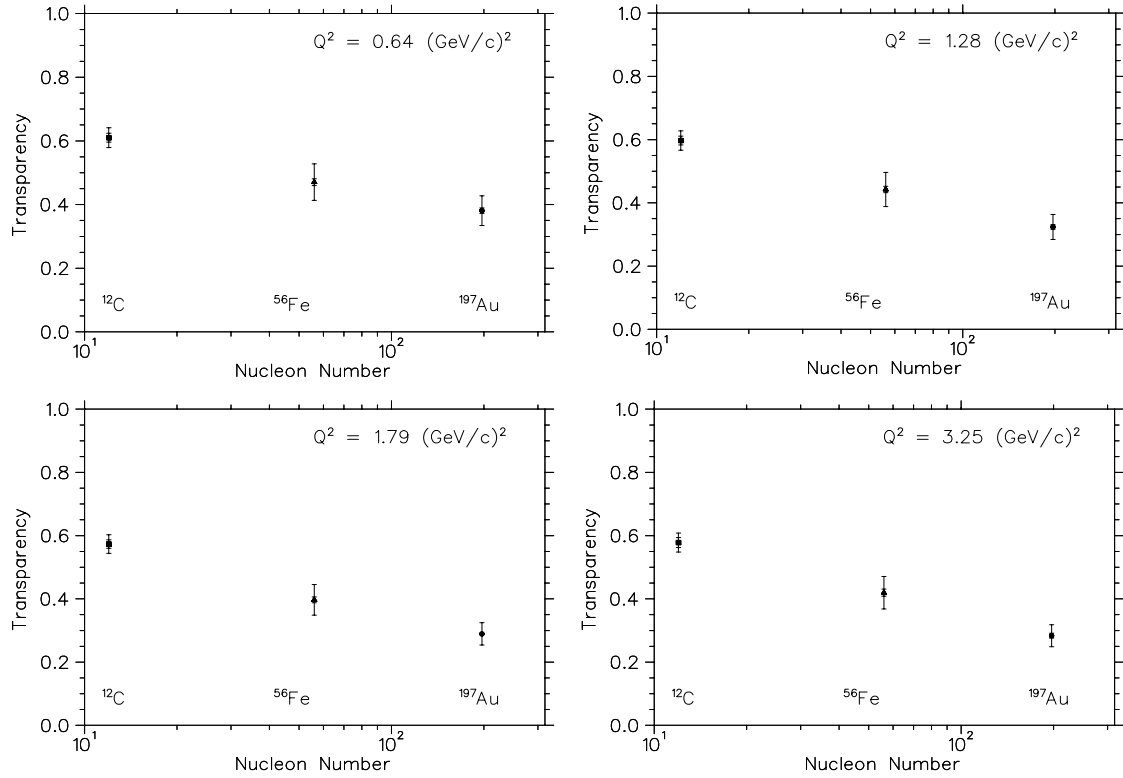 1.0
0.8
0.6
0.4
0.2
0.0
Transparency
Q² = 0.64 (GeV/c)²
¹²C
⁵⁶Fe
¹⁹⁷Au
10¹
10²
Nucleon Number
1.0
0.8
0.6
0.4
0.2
0.0
Transparency
Q² = 1.28 (GeV/c)²
¹²C
⁵⁶Fe
¹⁹⁷Au
10¹
10²
Nucleon Number
1.0
0.8
0.6
0.4
0.2
0.0
Transparency
Q² = 1.79 (GeV/c)²
¹²C
⁵⁶Fe
¹⁹⁷Au
10¹
10²
Nucleon Number
1.0
0.8
0.6
0.4
0.2
0.0
Transparency
Q² = 3.25 (GeV/c)²
¹²C
⁵⁶Fe
¹⁹⁷Au
10¹
10²
Nucleon Number